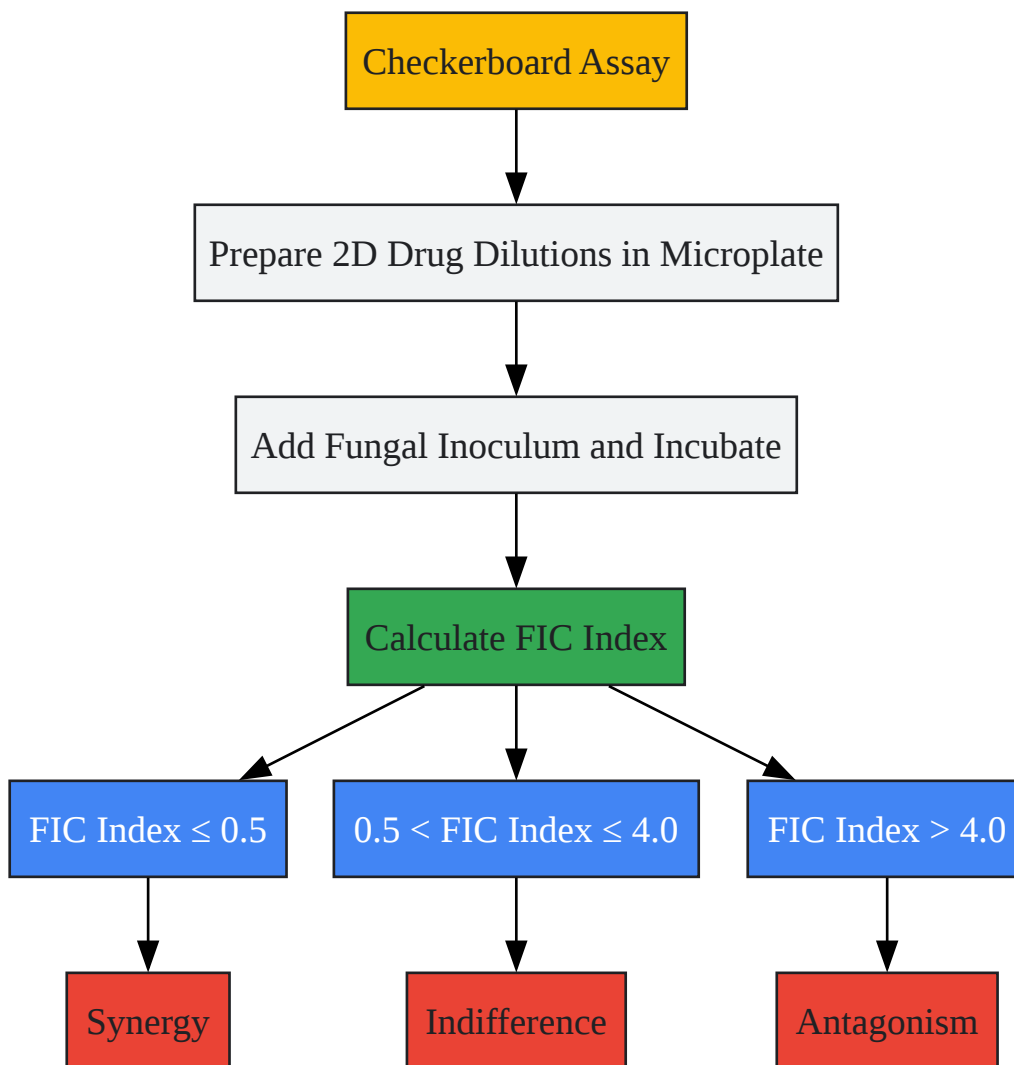 Checkerboard Assay
Prepare 2D Drug Dilutions in Microplate
Add Fungal Inoculum and Incubate
Calculate FIC Index
FIC Index ≤ 0.5
0.5 < FIC Index ≤ 4.0
FIC Index > 4.0
Synergy
Indifference
Antagonism